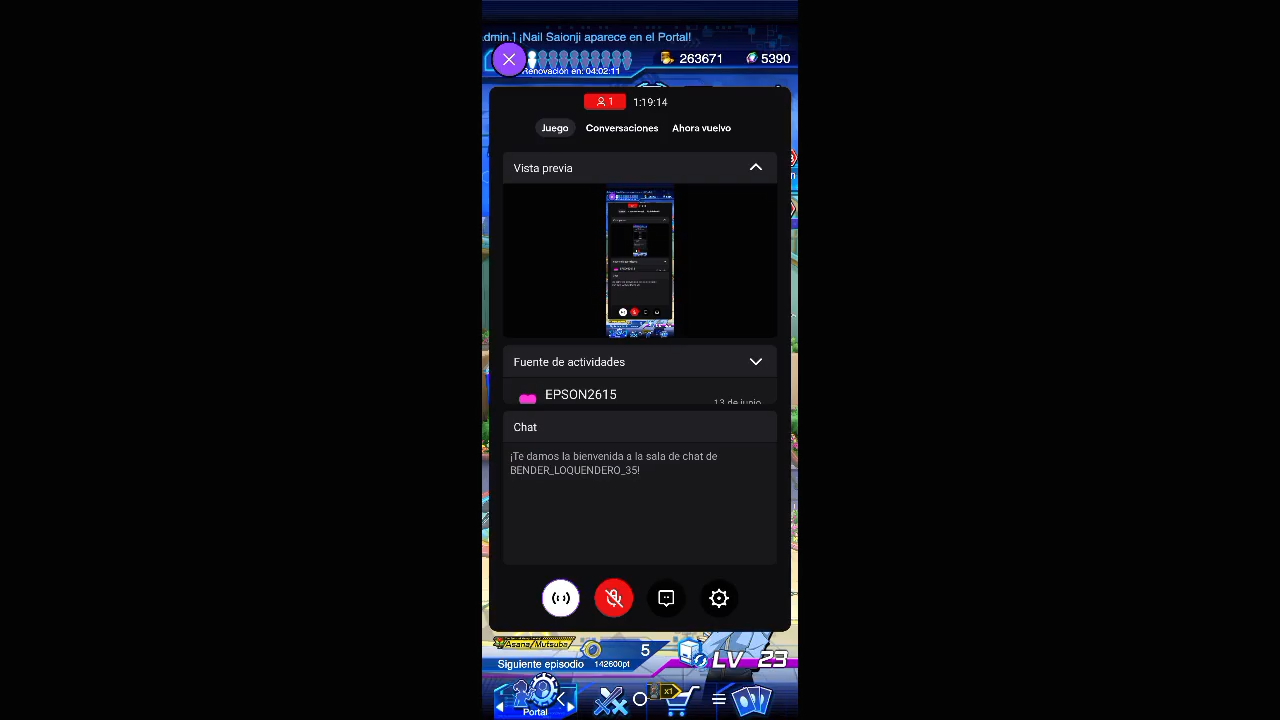 dmin.] ¡Nail Saionji aparece en el Portal!
263671
5390
Renovación en: 04:02:11
1
1:19:14
Juego
Conversaciones
Ahora vuelvo
Vista previa
Fuente de actividades
EPSON2615
13 de junio
Chat
¡Te damos la bienvenida a la sala de chat de
BENDER_LOQUENDERO_35!
Asana/Mutsuba
5
Siguiente episodio
142600pt
LV 23
x1
Portal